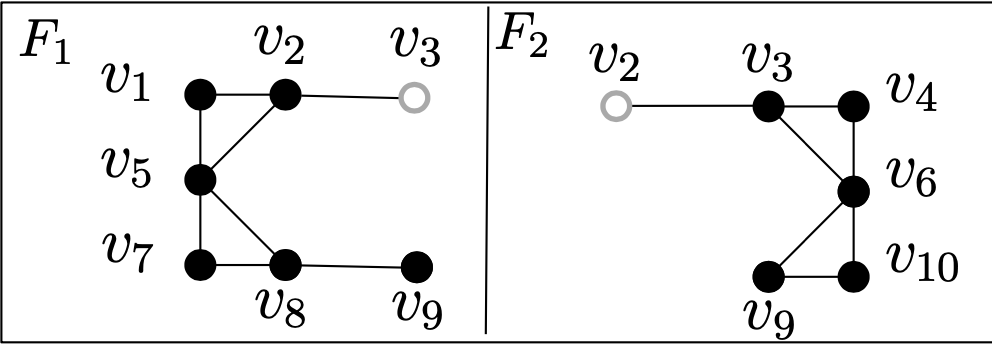 F₁
v₁
v₂
v₃
v₅
v₇
v₈
v₉
F₂
v₂
v₃
v₄
v₆
v₁₀
v₉